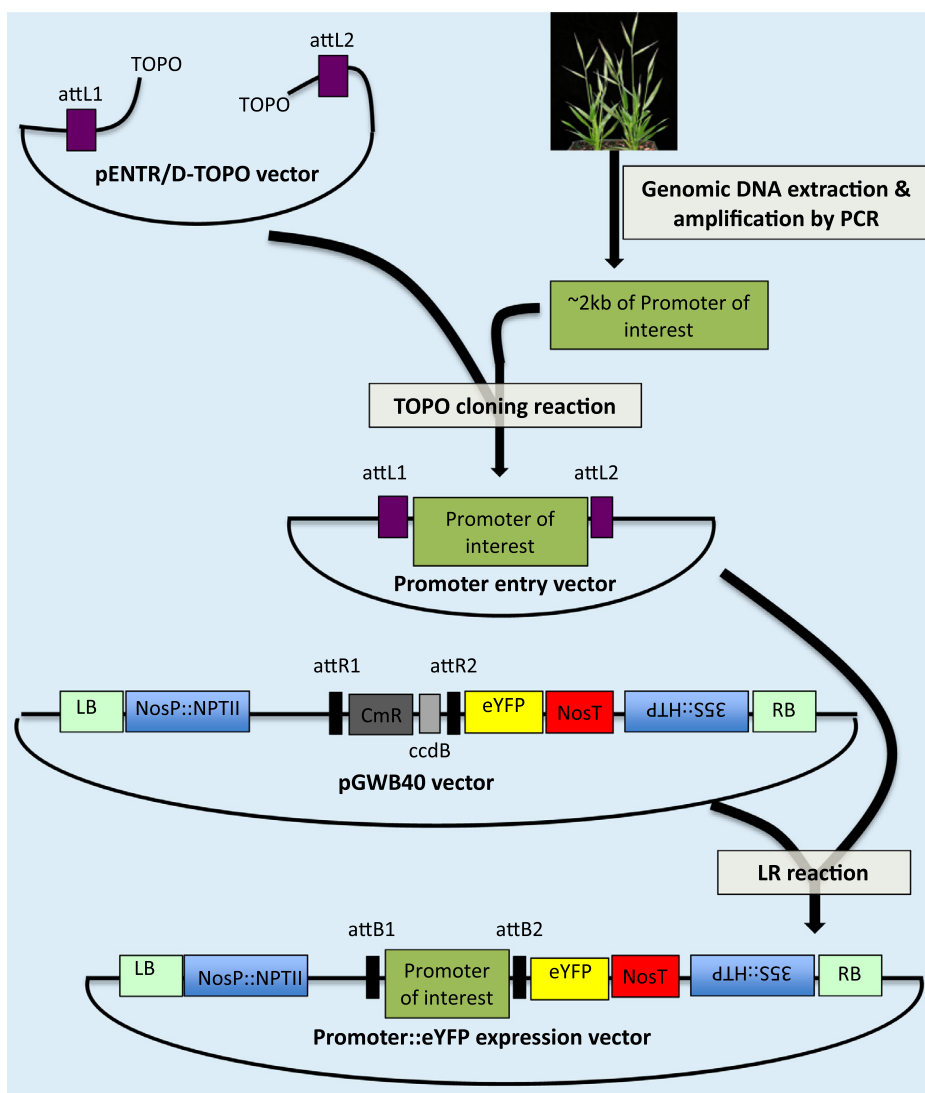 attL2
TOPO
attL1
TOPO
pENTR/D-TOPO vector
Genomic DNA extraction &
amplification by PCR
~2kb of Promoter of
interest
TOPO cloning reaction
attL1
attL2
Promoter of
interest
Promoter entry vector
attR1
attR2
LB
NosP::NPTII
CmR
ccdB
eYFP
NosT
35S::HTP
RB
pGWB40 vector
LR reaction
attB1
attB2
LB
NosP::NPTII
Promoter
of interest
eYFP
NosT
35S::HTP
RB
Promoter::eYFP expression vector